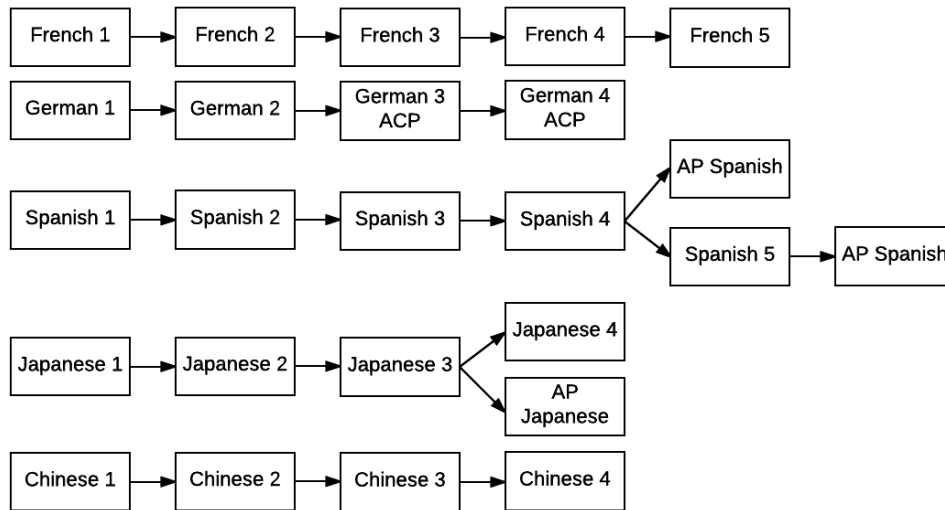 French 1
French 2
French 3
French 4
French 5
German 1
German 2
German 3
ACP
German 4
ACP
AP Spanish
Spanish 1
Spanish 2
Spanish 3
Spanish 4
Spanish 5
AP Spanish
Japanese 4
Japanese 1
Japanese 2
Japanese 3
AP
Japanese
Chinese 1
Chinese 2
Chinese 3
Chinese 4